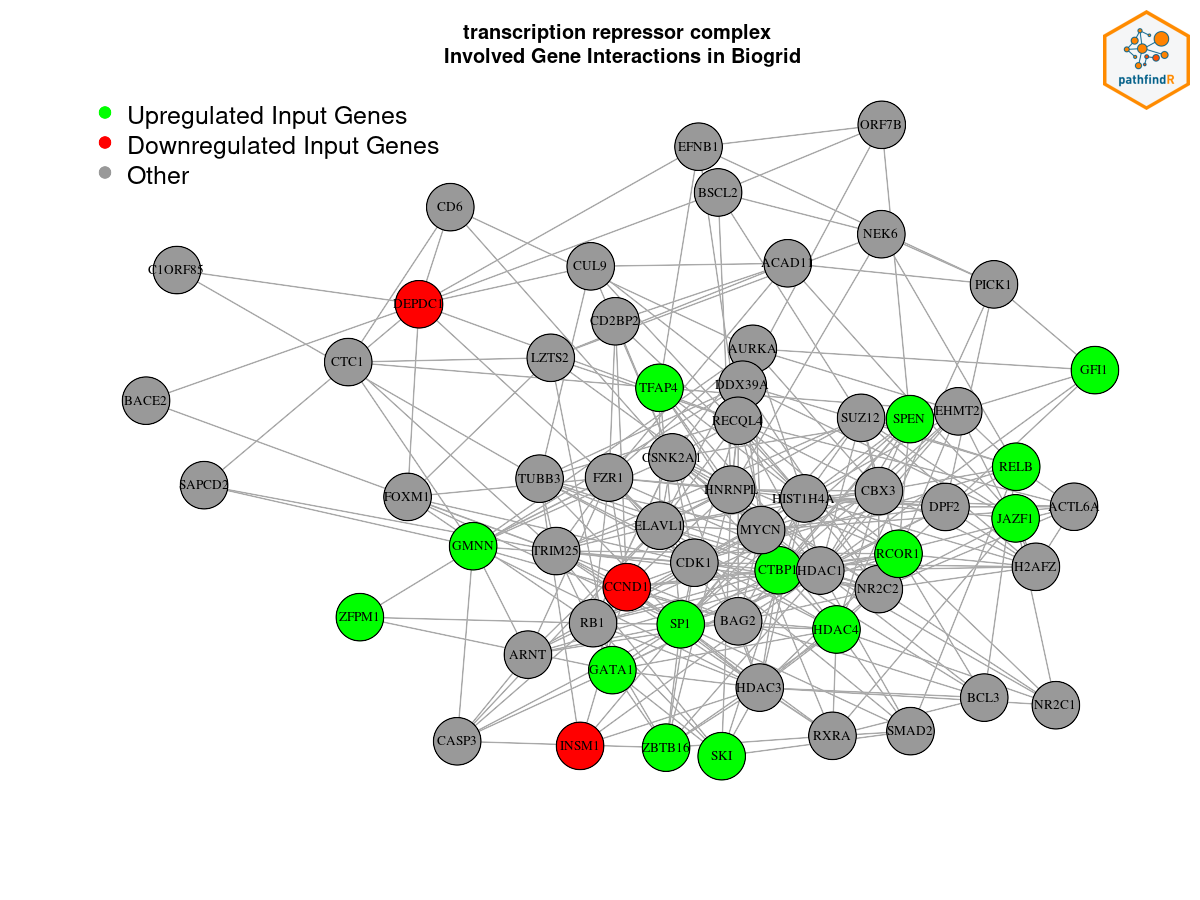 transcription repressor complex
Involved Gene Interactions in Biogrid
pathfindR
Upregulated Input Genes
Downregulated Input Genes
Other
ORF7B
EFNB1
BSCL2
CD6
NEK6
C1ORF85
CUL9
ACAD11
PICK1
DEPDC1
CD2BP2
AURKA
CTC1
LZTS2
GFI1
TFAP4
DDX39A
BACE2
RECQL4
SUZ12
SPEN
EHMT2
CSNK2A1
RELB
SAPCD2
TUBB3
FZR1
HNRNPL
HIST1H4A
CBX3
FOXM1
DPF2
ACTL6A
JAZF1
ELAVL1
MYCN
GMNN
TRIM25
CDK1
CTBP1
HDAC1
RCOR1
H2AFZ
CCND1
NR2C2
ZFPM1
RB1
SP1
BAG2
HDAC4
ARNT
GATA1
HDAC3
BCL3
NR2C1
CASP3
INSM1
ZBTB16
SKI
RXRA
SMAD2